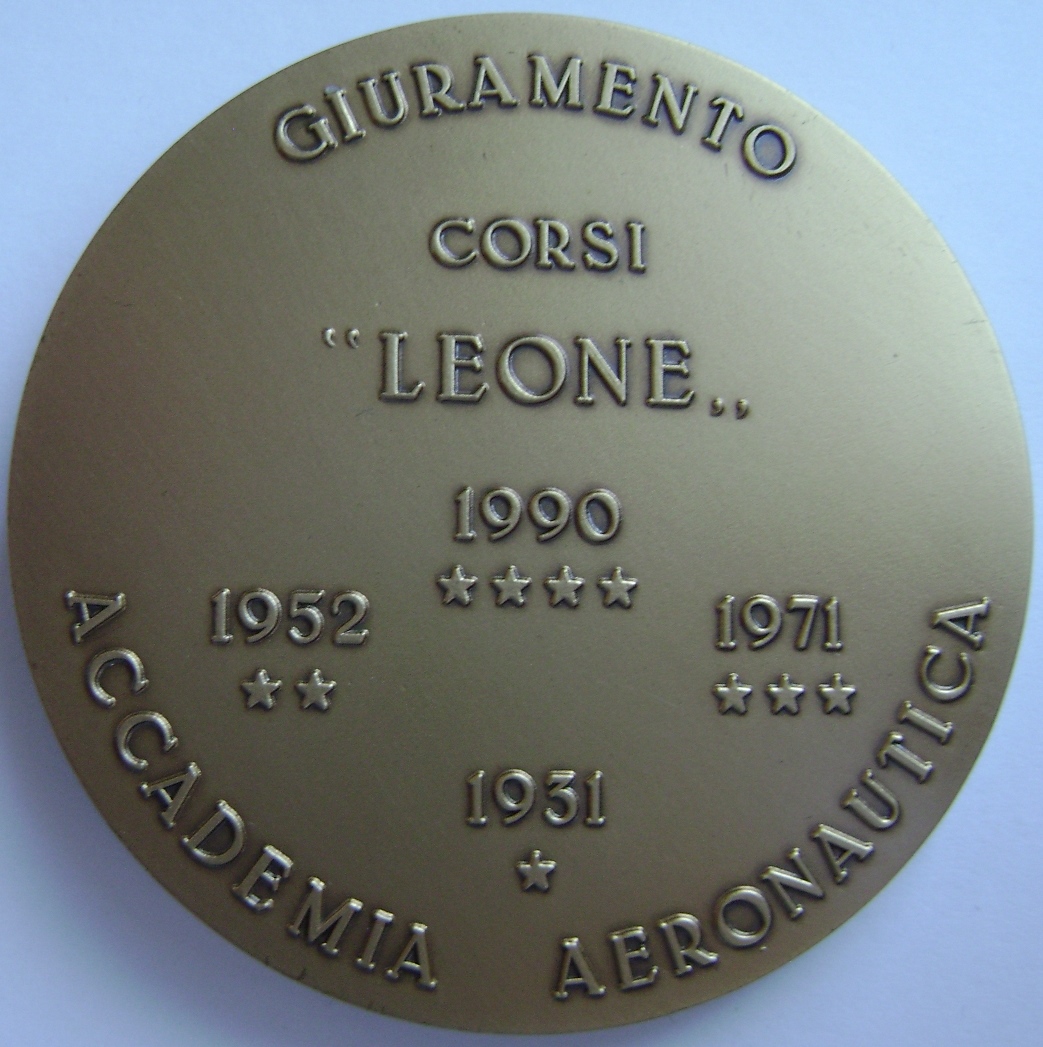 GIURAMENTO
CORSI
“LEONE„
1990
1952
1971
1931
ACCADEMIA AERONAUTICA